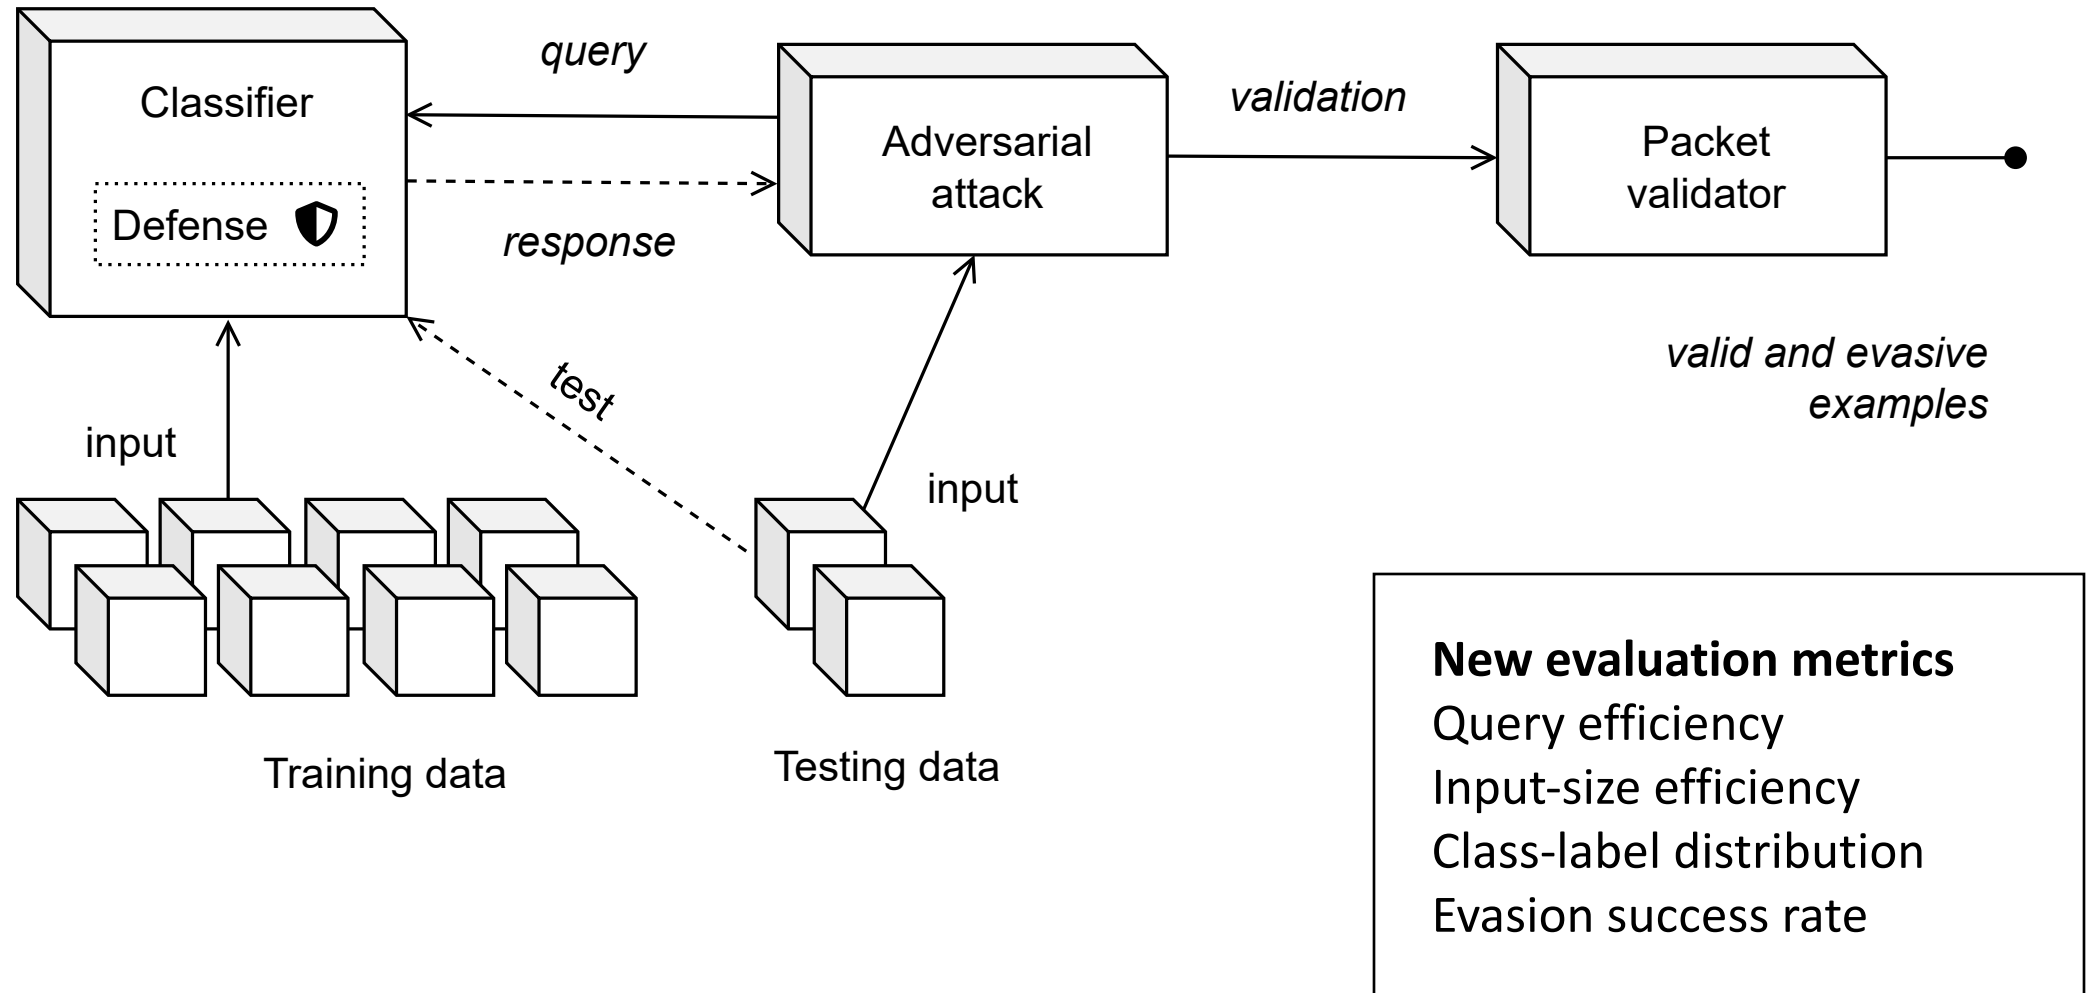 query
Classifier
validation
Adversarial
attack
Packet
validator
Defense
response
valid and evasive
examples
test
input
input
Training data
Testing data
New evaluation metrics
Query efficiency
Input-size efficiency
Class-label distribution
Evasion success rate